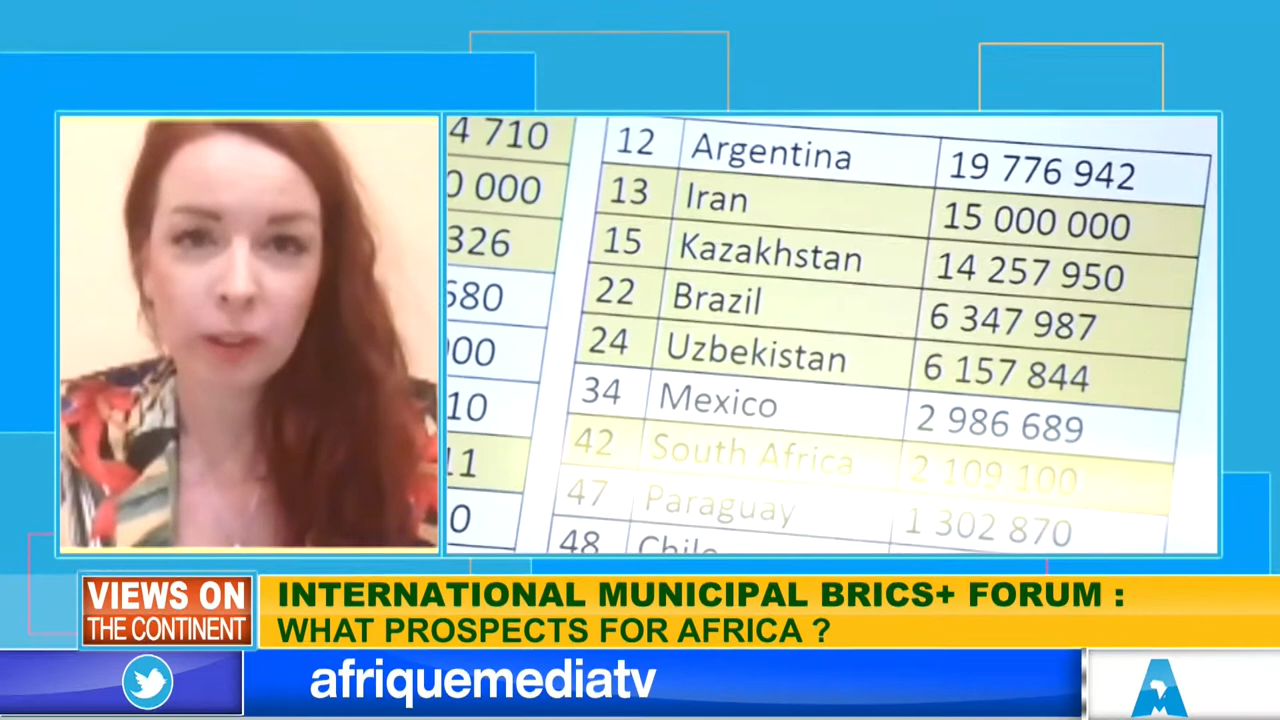 4 710
0 000
326
680
00
10
11
0
12 Argentina 19 776 942
13 Iran 15 000 000
15 Kazakhstan 14 257 950
22 Brazil 6 347 987
24 Uzbekistan 6 157 844
34 Mexico 2 986 689
42 South Africa 2 109 100
47 Paraguay 1 302 870
48 Chile
VIEWS ON
THE CONTINENT
INTERNATIONAL MUNICIPAL BRICS+ FORUM :
WHAT PROSPECTS FOR AFRICA ?
afriquemediatv